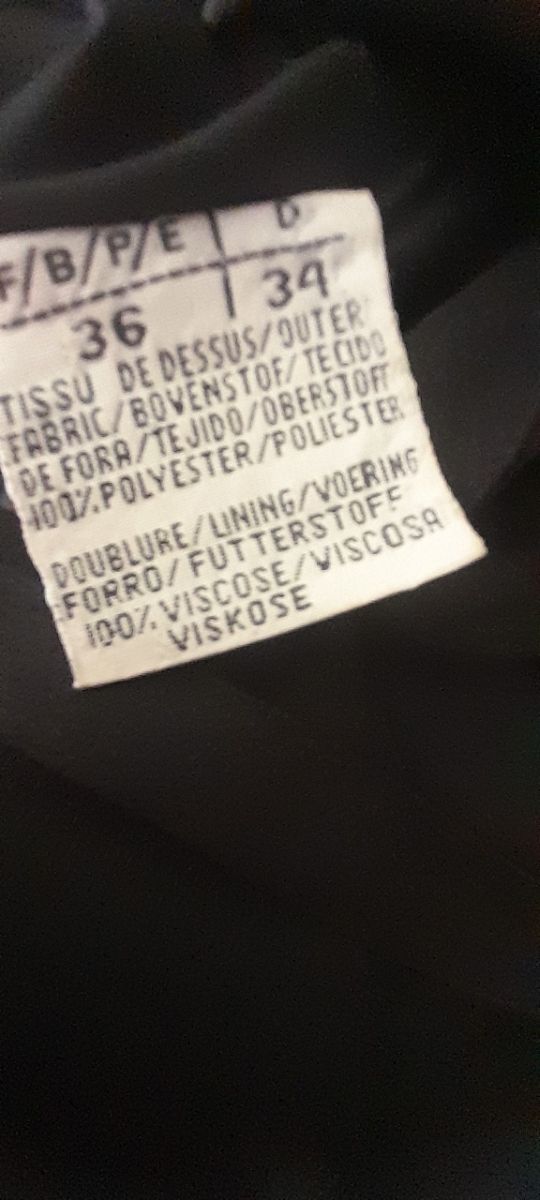 F/B/P/E | D
36 | 34
TISSU DE DESSUS/OUTER
FABRIC/BOVENSTOF/TECIDO
DE FORA/TEJIDO/OBERSTOFF
100%.POLYESTER/POLIESTER
DOUBLURE/LINING/VOERING
FORRO/FUTTERSTOFF
100% VISCOSE/VISCOSA
VISKOSE